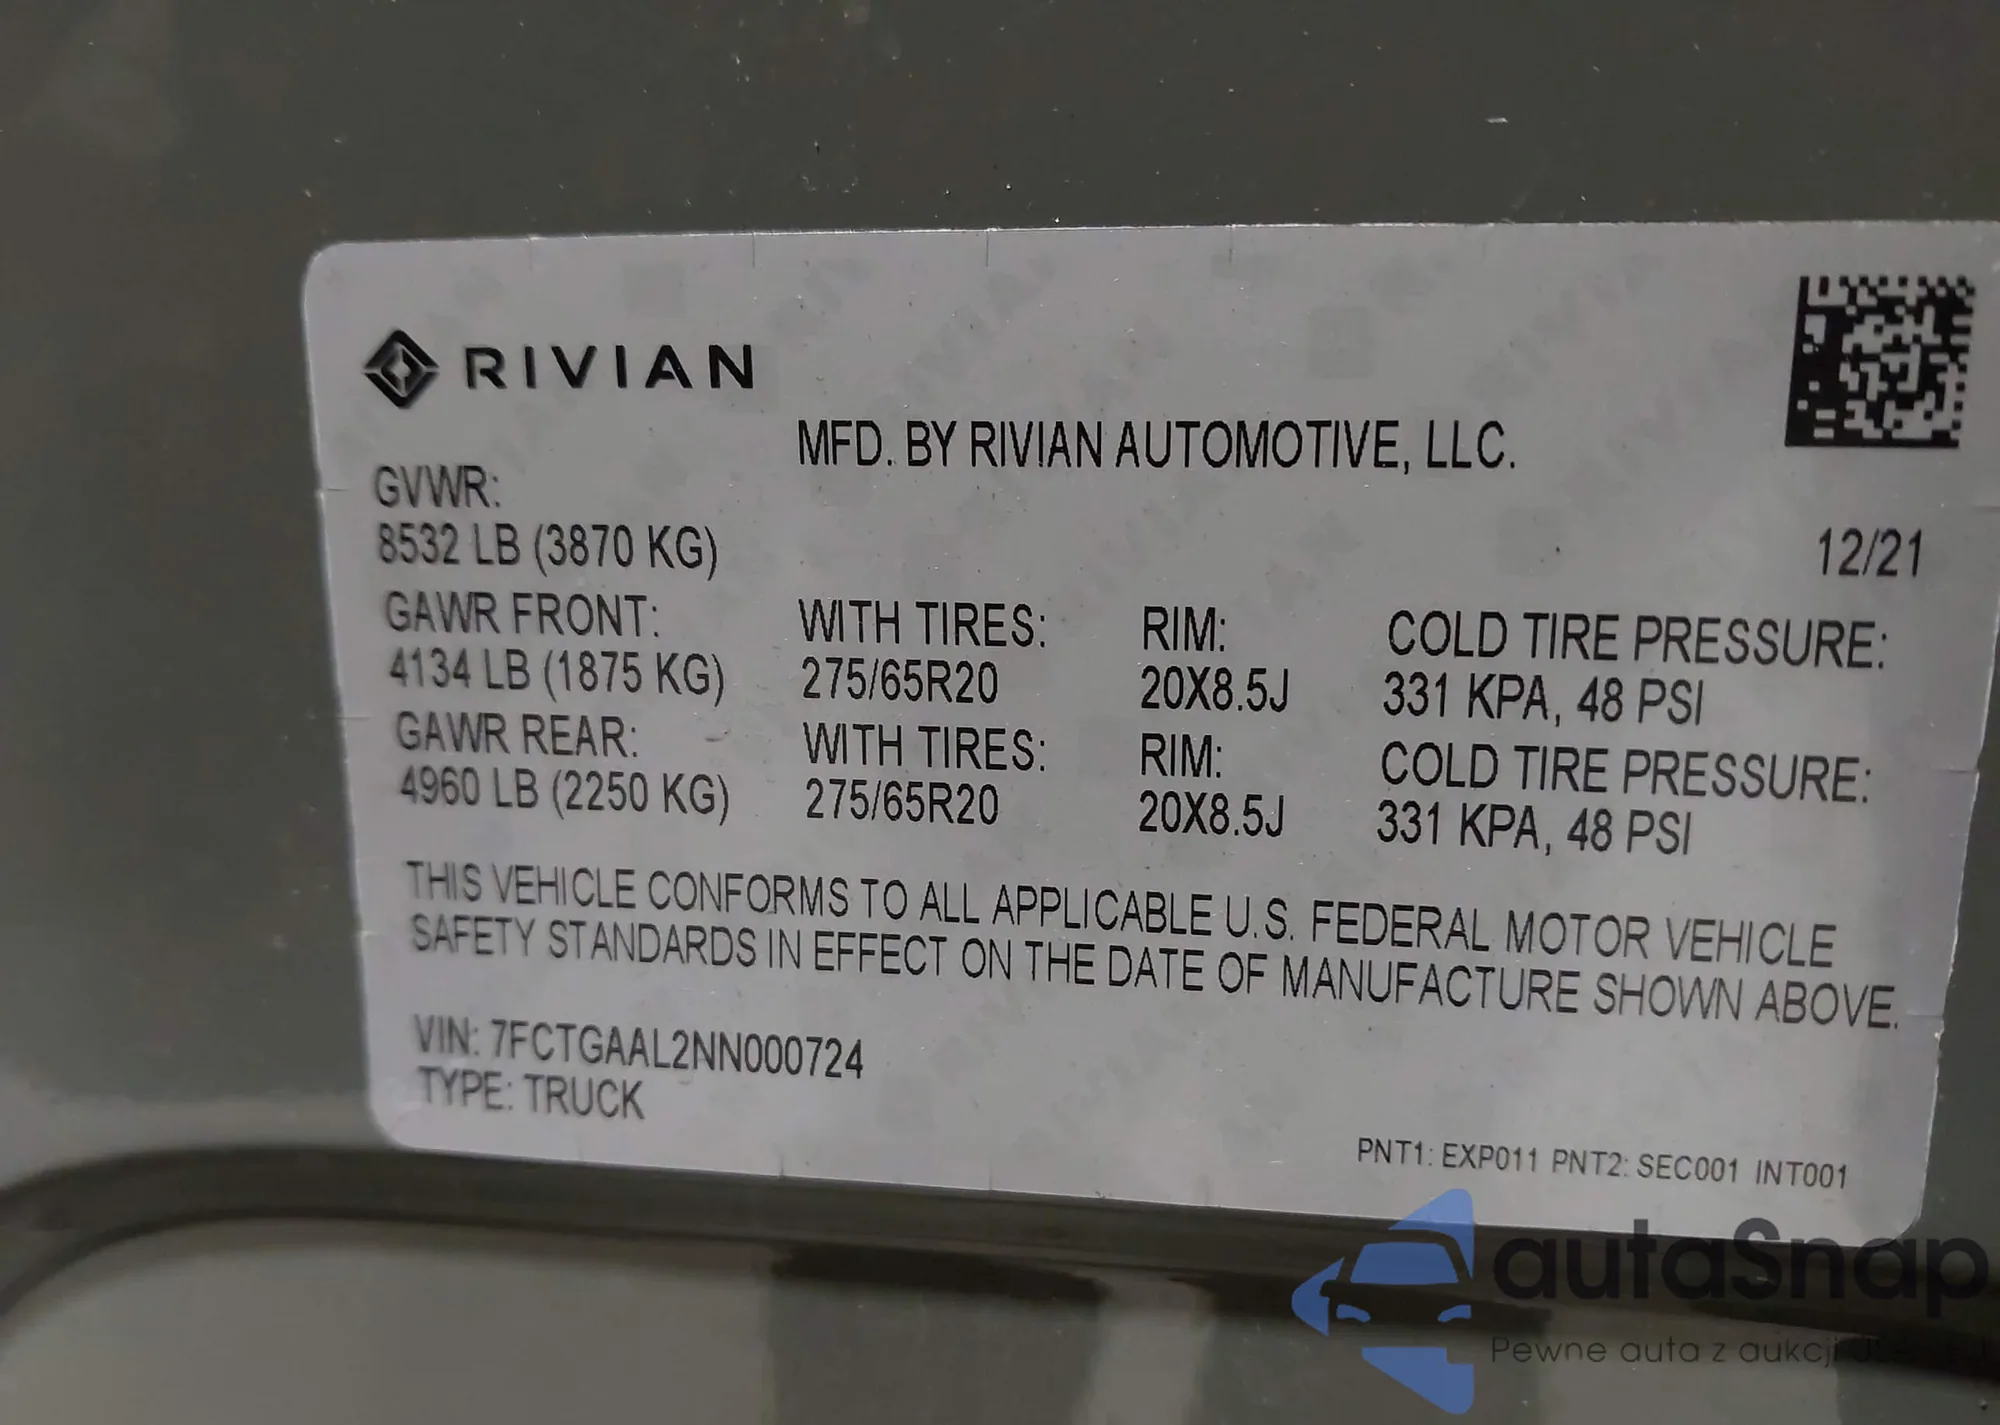 RIVIAN
MFD. BY RIVIAN AUTOMOTIVE, LLC.
GVWR:
8532 LB (3870 KG)
12/21
GAWR FRONT: WITH TIRES: RIM: COLD TIRE PRESSURE:
4134 LB (1875 KG) 275/65R20 20X8.5J 331 KPA, 48 PSI
GAWR REAR: WITH TIRES: RIM: COLD TIRE PRESSURE:
4960 LB (2250 KG) 275/65R20 20X8.5J 331 KPA, 48 PSI
THIS VEHICLE CONFORMS TO ALL APPLICABLE U.S. FEDERAL MOTOR VEHICLE
SAFETY STANDARDS IN EFFECT ON THE DATE OF MANUFACTURE SHOWN ABOVE.
VIN: 7FCTGAAL2NN000724
TYPE: TRUCK
PNT1: EXP011 PNT2: SEC001 INT001
autaSnap
Pewne auta z aukcji